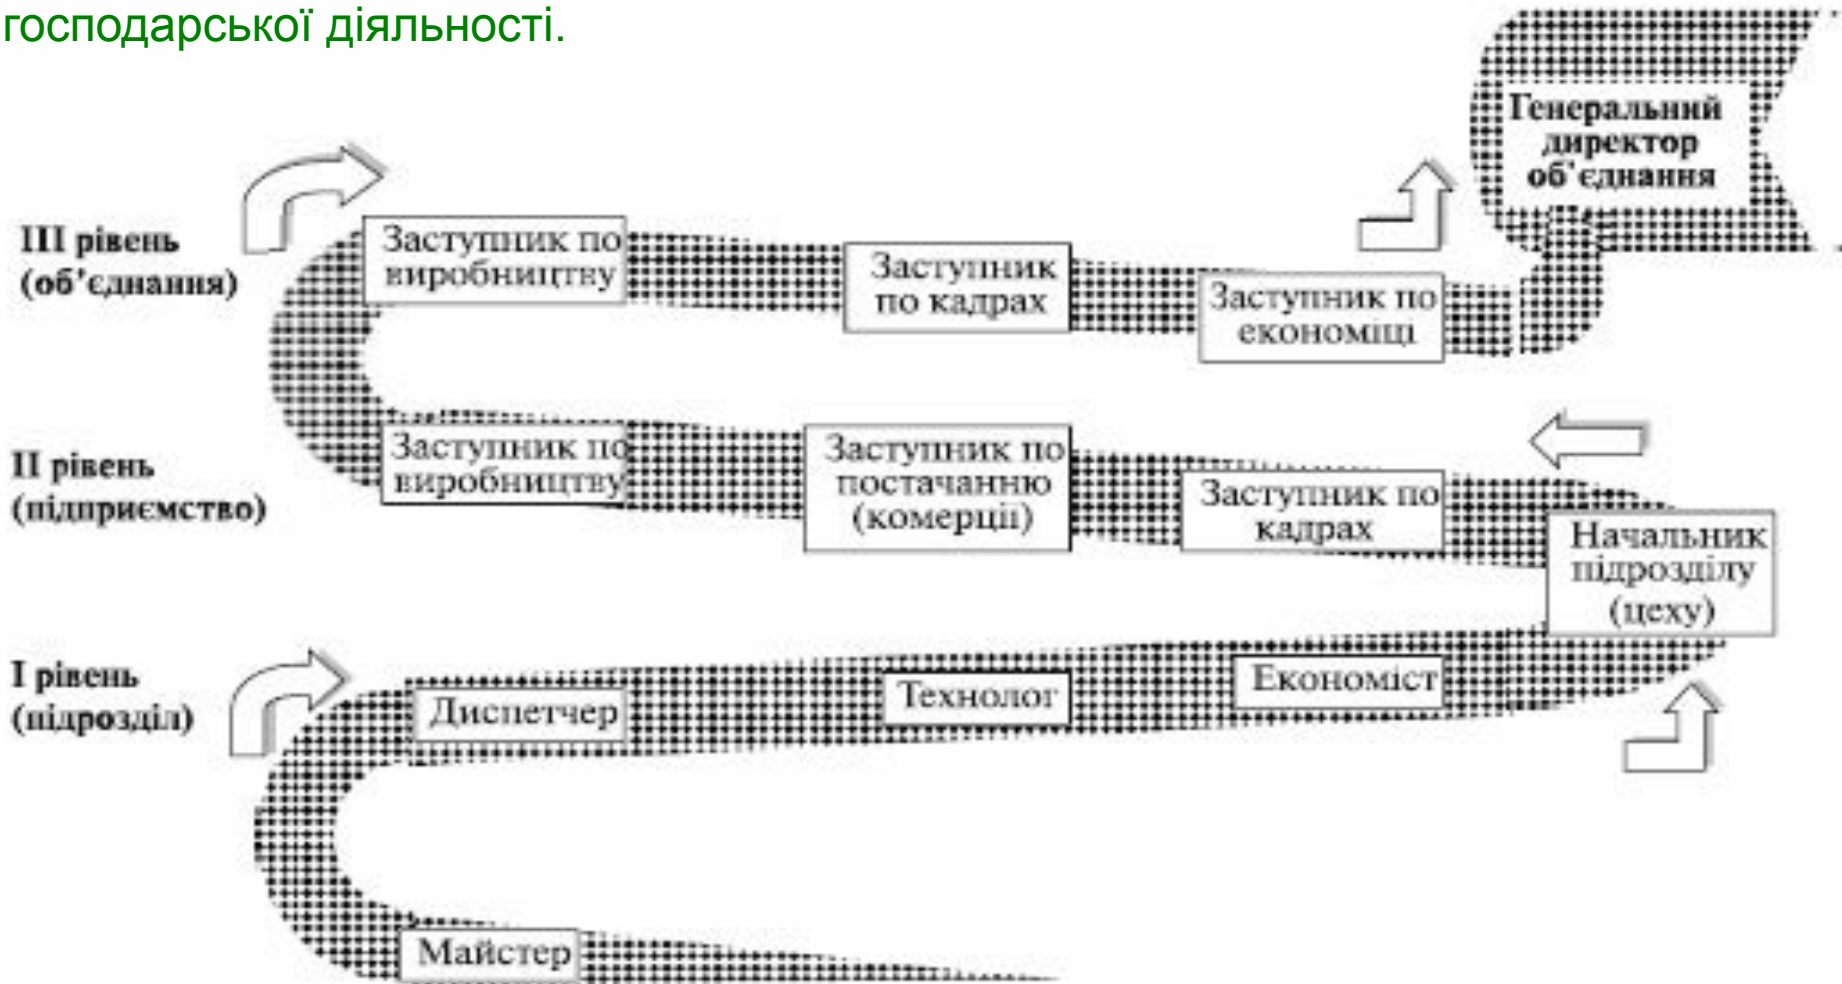 господарської діяльності.
Генеральний
директор
об'єднання
III рівень
(об'єднання)
Заступник по
виробництву
Заступник
по кадрах
Заступник по
економіці
II рівень
(підприємство)
Заступник по
виробництву
Заступник по
постачанню
(комерції)
Заступник по
кадрах
Начальник
підрозділу
(цеху)
I рівень
(підрозділ)
Диспетчер
Технолог
Економіст
Майстер